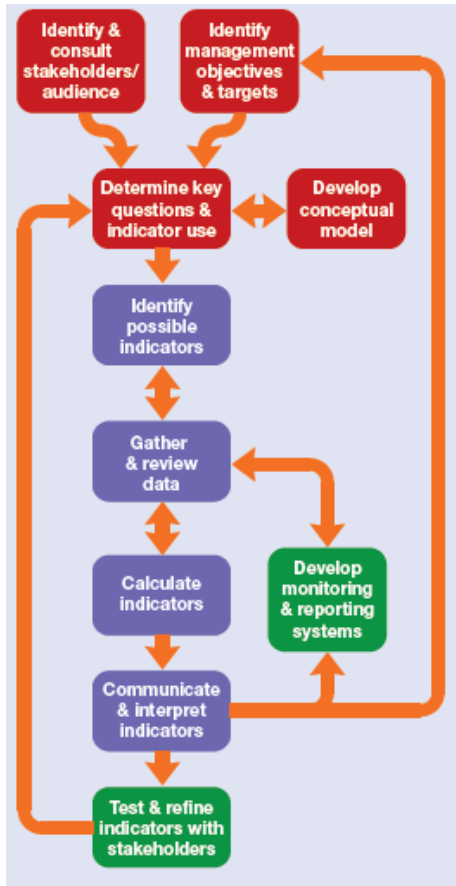 Identify &
consult
stakeholders/
audience
Identify
management
objectives
& targets
Determine key
questions &
indicator use
Develop
conceptual
model
Identify
possible
indicators
Gather
& review
data
Calculate
indicators
Develop
monitoring
& reporting
systems
Communicate
& interpret
indicators
Test & refine
indicators with
stakeholders